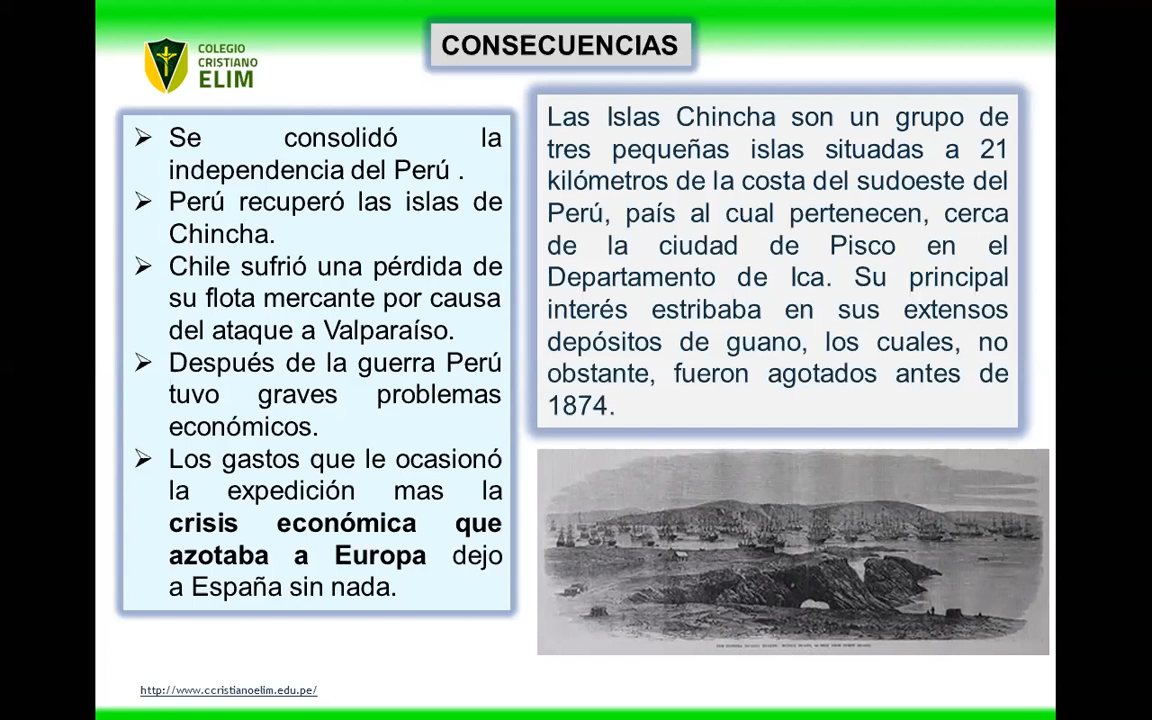 CONSECUENCIAS
COLEGIO
CRISTIANO
ELIM
➢ Se consolidó la
independencia del Perú .
➢ Perú recuperó las islas de
Chincha.
➢ Chile sufrió una pérdida de
su flota mercante por causa
del ataque a Valparaíso.
➢ Después de la guerra Perú
tuvo graves problemas
económicos.
➢ Los gastos que le ocasionó
la expedición mas la
crisis económica que
azotaba a Europa dejo
a España sin nada.
Las Islas Chincha son un grupo de
tres pequeñas islas situadas a 21
kilómetros de la costa del sudoeste del
Perú, país al cual pertenecen, cerca
de la ciudad de Pisco en el
Departamento de Ica. Su principal
interés estribaba en sus extensos
depósitos de guano, los cuales, no
obstante, fueron agotados antes de
1874.
http://www.ccristianoelim.edu.pe/